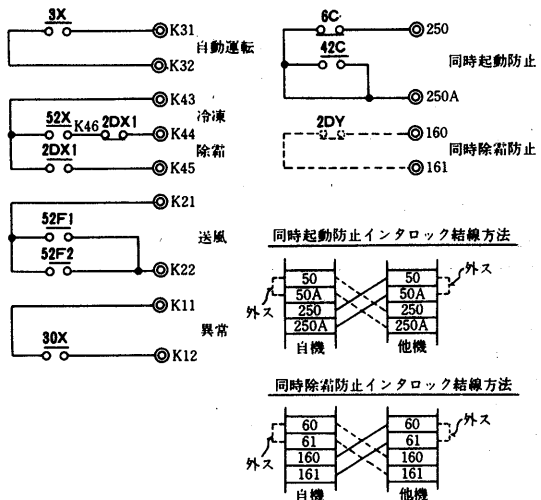 3X
K31
K32
自動運転
K43
冷凍
52X
K46
2DX1
K44
除霜
2DX1
K45
K21
52F1
送風
52F2
K22
K11
異常
30X
K12
6C
250
42C
同時起動防止
250A
2DY
160
同時除霜防止
161
同時起動防止インタロック結線方法
50
50A
250
250A
自機
外ス
50
50A
250
250A
他機
外ス
同時除霜防止インタロック結線方法
60
61
160
161
自機
外ス
60
61
160
161
他機
外ス